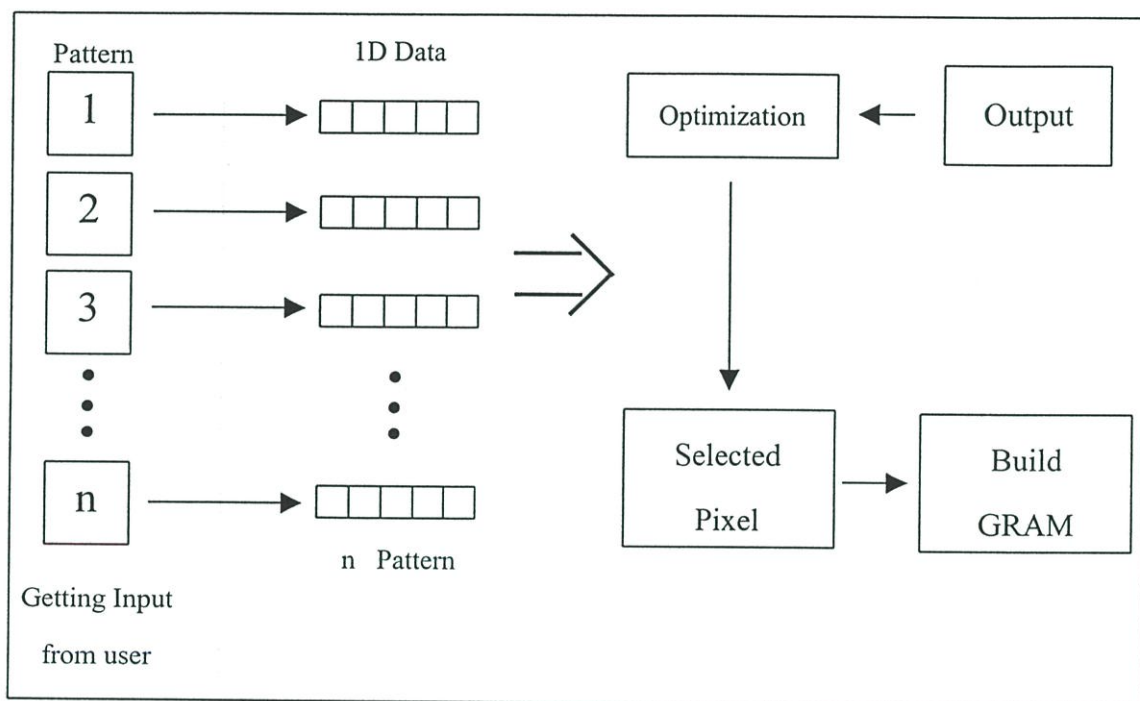 Pattern
1D Data
1
2
3
n
n Pattern
Getting Input
from user
Optimization
Output
Selected
Pixel
Build
GRAM